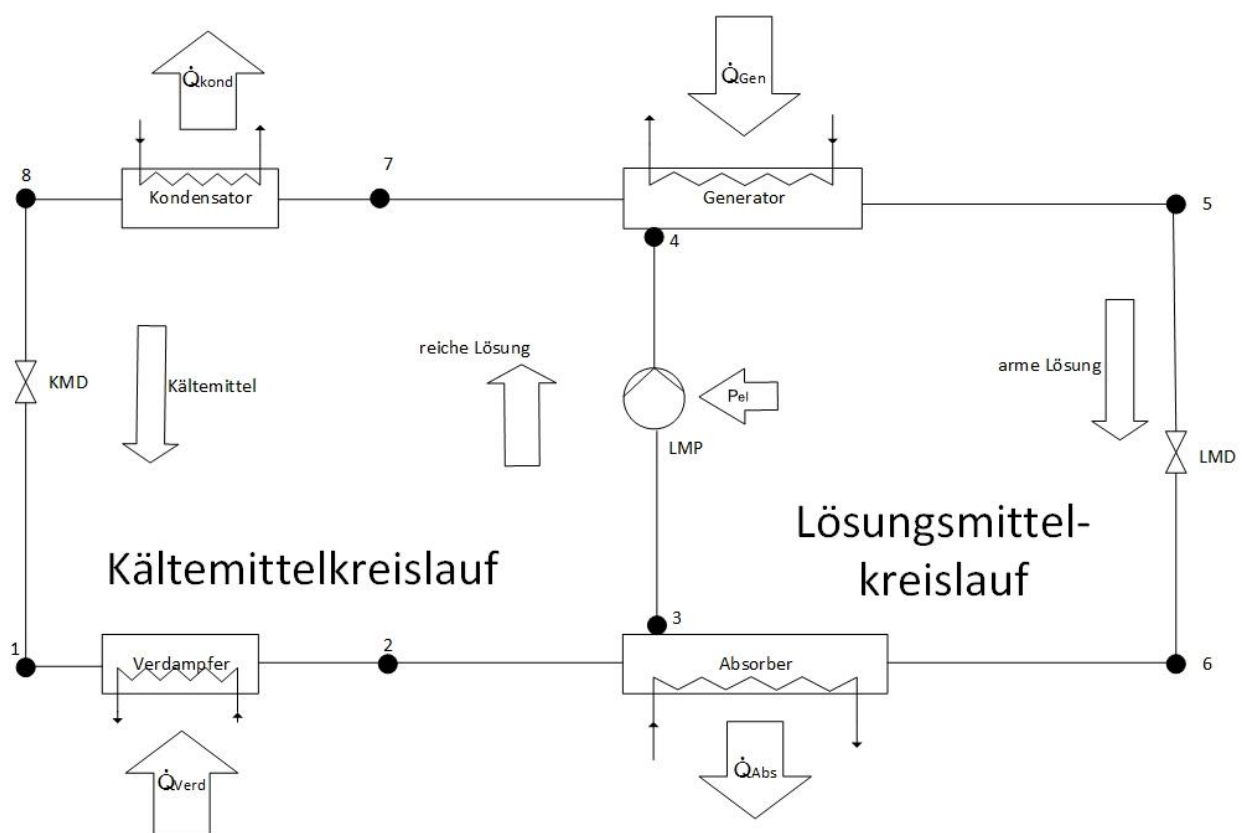 Q̇kond
Q̇Gen
8
7
Kondensator
Generator
5
4
KMD
Kältemittel
reiche Lösung
Pel
LMP
arme Lösung
LMD
Kältemittelkreislauf
Lösungsmittel-
kreislauf
1
2
3
Verdampfer
Absorber
6
Q̇Verd
Q̇Abs